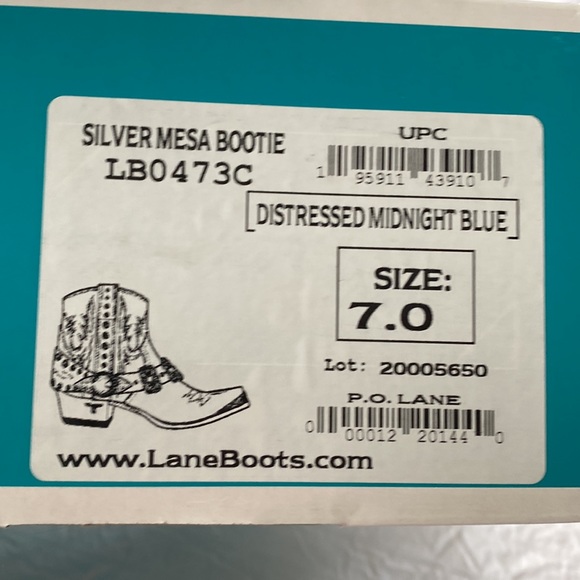 SILVER MESA BOOTIE
LB0473C
UPC
1 95911 43910 7
DISTRESSED MIDNIGHT BLUE
SIZE:
7.0
Lot: 20005650
P.O. LANE
0 00012 20144 0
www.LaneBoots.com